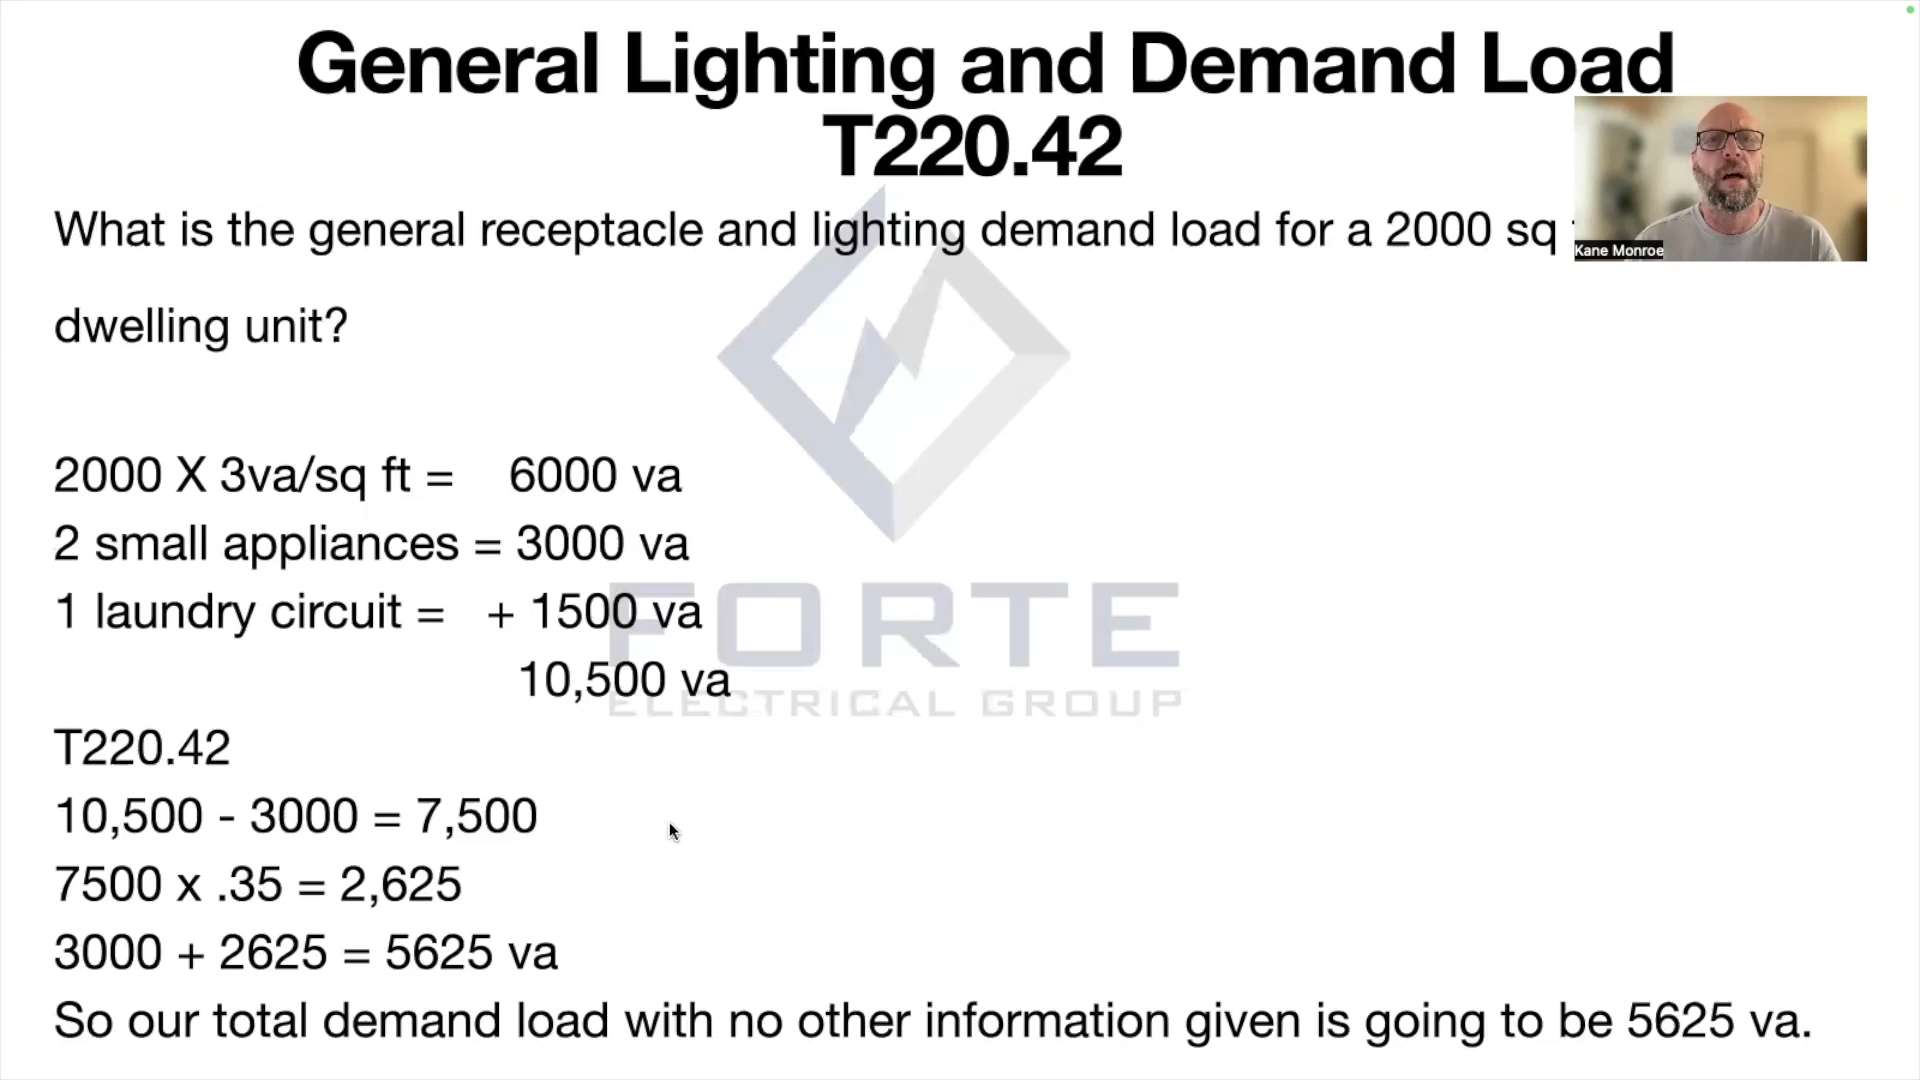 General Lighting and Demand Load
T220.42
What is the general receptacle and lighting demand load for a 2000 sq
Kane Monroe
dwelling unit?
2000 X 3va/sq ft = 6000 va
2 small appliances = 3000 va
1 laundry circuit = + 1500 va
10,500 va
FORTE
ELECTRICAL GROUP
T220.42
10,500 - 3000 = 7,500
7500 x .35 = 2,625
3000 + 2625 = 5625 va
So our total demand load with no other information given is going to be 5625 va.